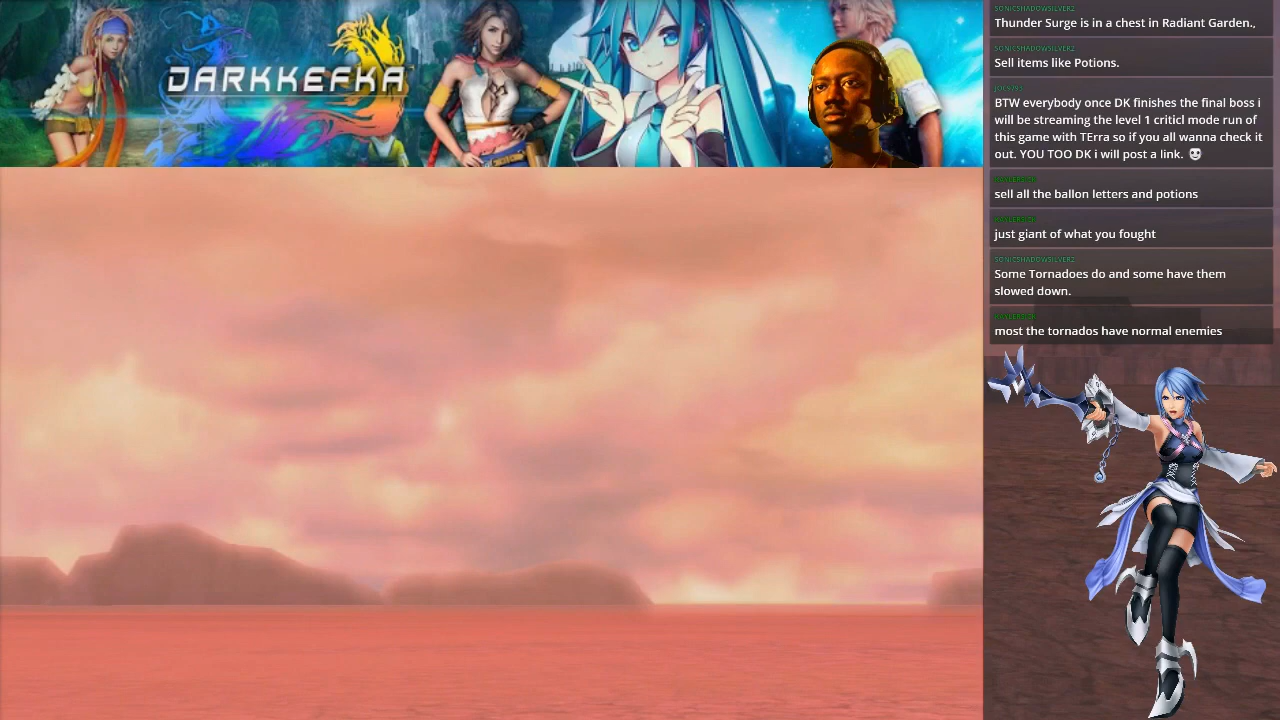 DARKKEFKA
SONICSHADOWSILVER2
Thunder Surge is in a chest in Radiant Garden.,
SONICSHADOWSILVER2
Sell items like Potions.
BTW everybody once DK finishes the final boss i
will be streaming the level 1 criticl mode run of
this game with TErra so if you all wanna check it
out. YOU TOO DK i will post a link.
sell all the ballon letters and potions
just giant of what you fought
SONICSHADOWSILVER2
Some Tornadoes do and some have them
slowed down.
most the tornados have normal enemies